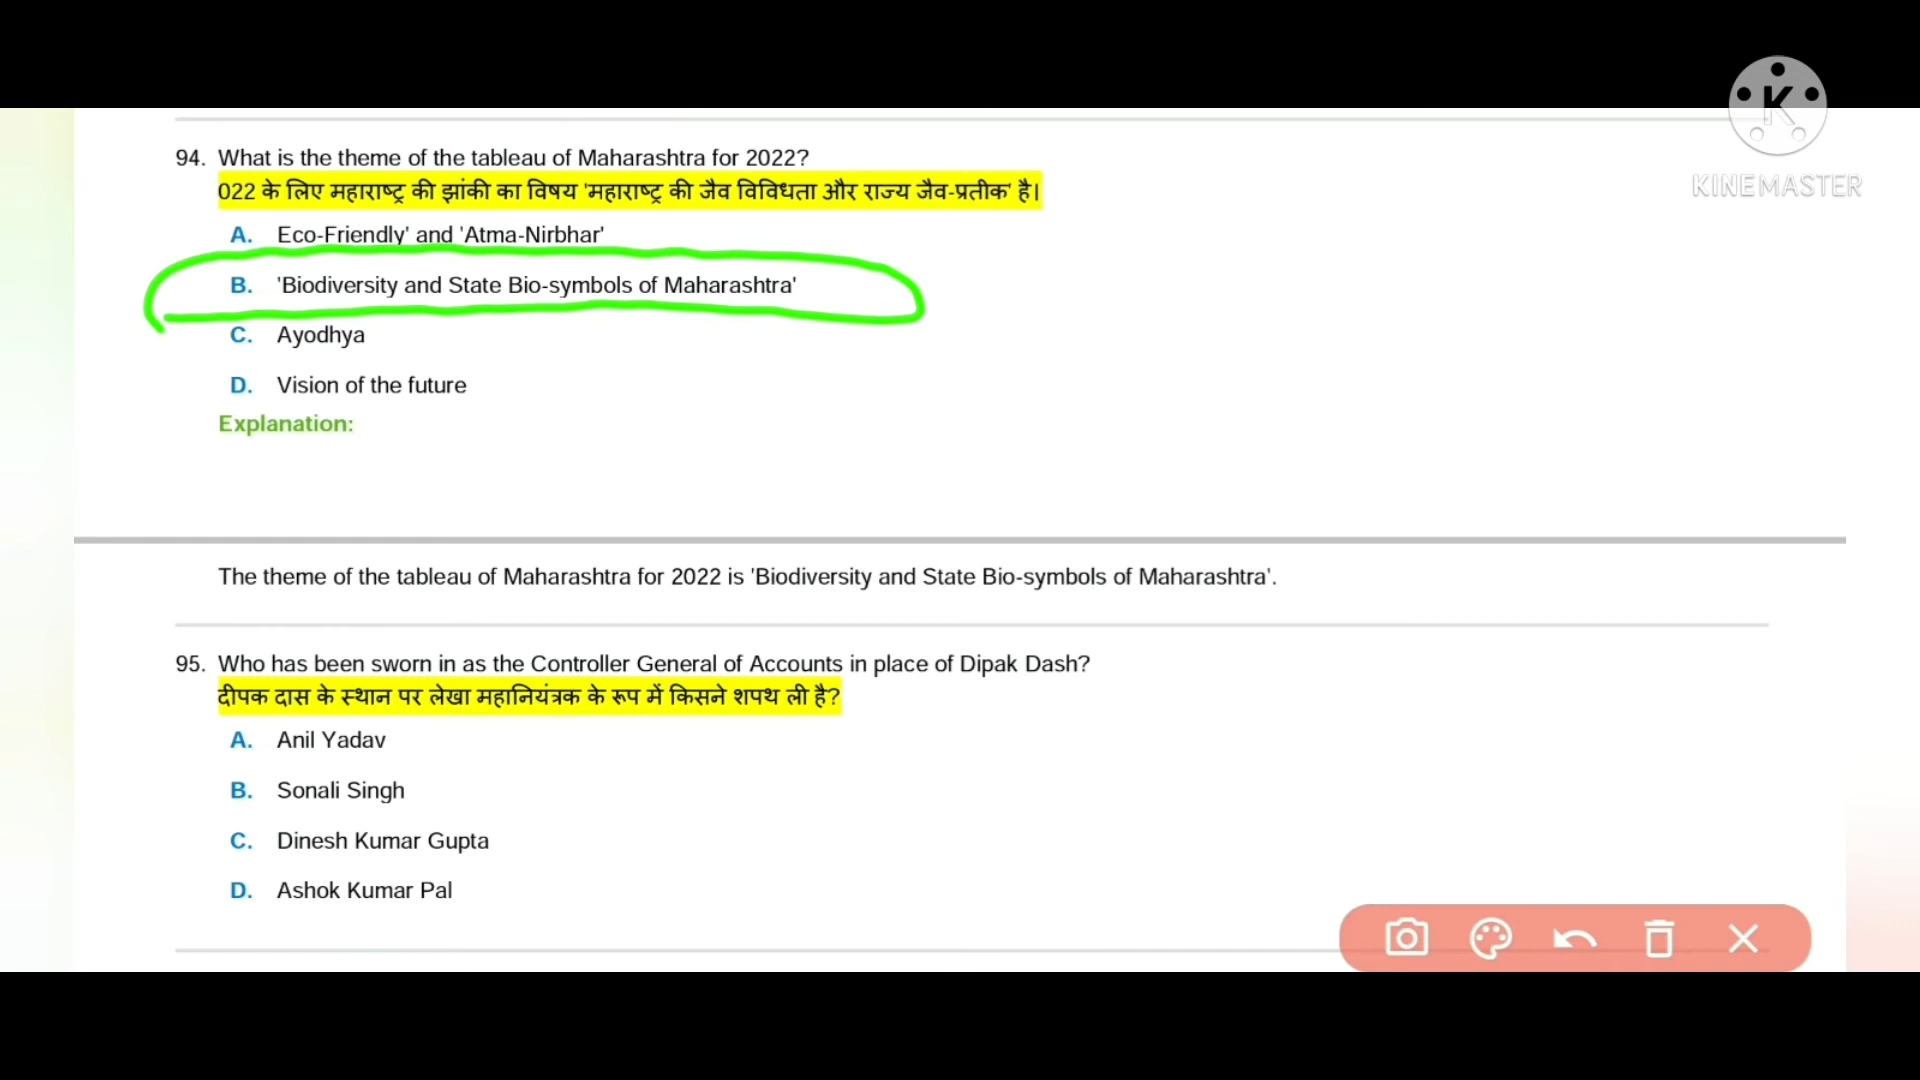 KINEMASTER
94. What is the theme of the tableau of Maharashtra for 2022?
022 के लिए महाराष्ट्र की झांकी का विषय 'महाराष्ट्र की जैव विविधता और राज्य जैव-प्रतीक' है।
A. Eco-Friendly' and 'Atma-Nirbhar'
B. 'Biodiversity and State Bio-symbols of Maharashtra'
C. Ayodhya
D. Vision of the future
Explanation:
The theme of the tableau of Maharashtra for 2022 is 'Biodiversity and State Bio-symbols of Maharashtra'.
95. Who has been sworn in as the Controller General of Accounts in place of Dipak Dash?
दीपक दास के स्थान पर लेखा महानियंत्रक के रूप में किसने शपथ ली है?
A. Anil Yadav
B. Sonali Singh
C. Dinesh Kumar Gupta
D. Ashok Kumar Pal